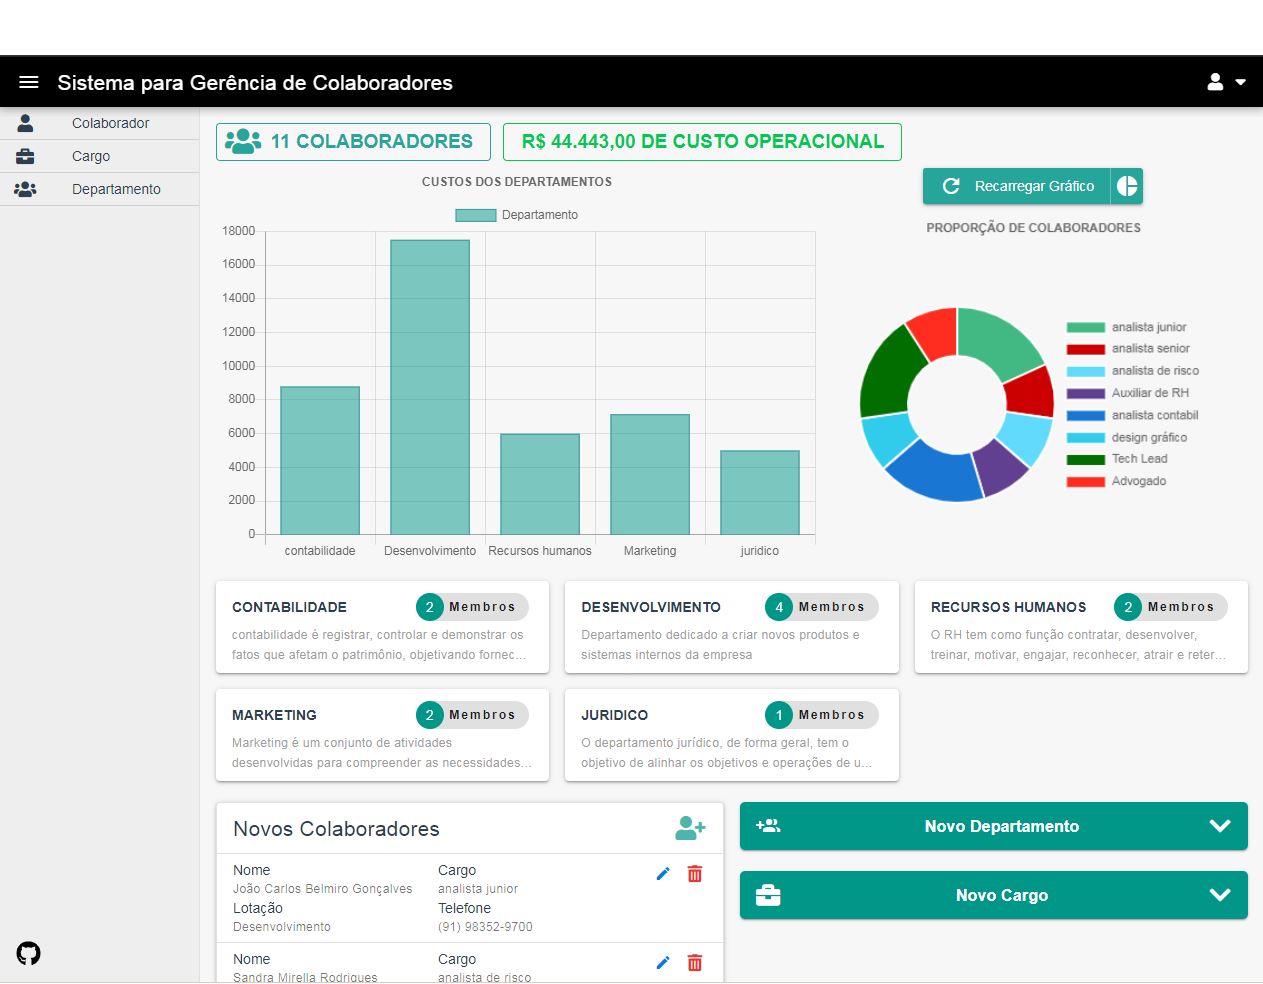 Sistema para Gerência de Colaboradores
Colaborador
Cargo
Departamento
11 COLABORADORES
R$ 44.443,00 DE CUSTO OPERACIONAL
CUSTOS DOS DEPARTAMENTOS
Departamento
18000
16000
14000
12000
10000
8000
6000
4000
2000
0
contabilidade Desenvolvimento Recursos humanos Marketing juridico
Recarregar Gráfico
PROPORÇÃO DE COLABORADORES
analista junior
analista senior
analista de risco
Auxiliar de RH
analista contabil
design gráfico
Tech Lead
Advogado
CONTABILIDADE 2 Membros
contabilidade é registrar, controlar e demonstrar os
fatos que afetam o patrimônio, objetivando fornec...
DESENVOLVIMENTO 4 Membros
Departamento dedicado a criar novos produtos e
sistemas internos da empresa
RECURSOS HUMANOS 2 Membros
O RH tem como função contratar, desenvolver,
treinar, motivar, engajar, reconhecer, atrair e reter...
MARKETING 2 Membros
Marketing é um conjunto de atividades
desenvolvidas para compreender as necessidades...
JURIDICO 1 Membros
O departamento jurídico, de forma geral, tem o
objetivo de alinhar os objetivos e operações de u...
Novos Colaboradores
Nome Cargo
João Carlos Belmiro Gonçalves analista junior
Lotação Telefone
Desenvolvimento (91) 98352-9700
Nome Cargo
Sandra Mirella Rodrigues analista de risco
Novo Departamento
Novo Cargo